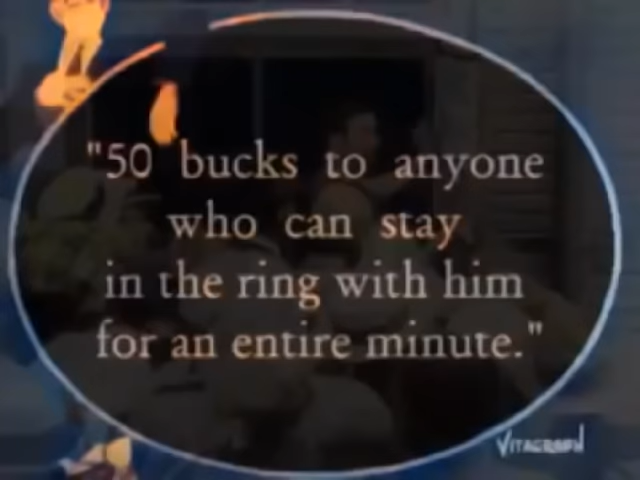 "50 bucks to anyone
who can stay
in the ring with him
for an entire minute."
VITAGRAPH